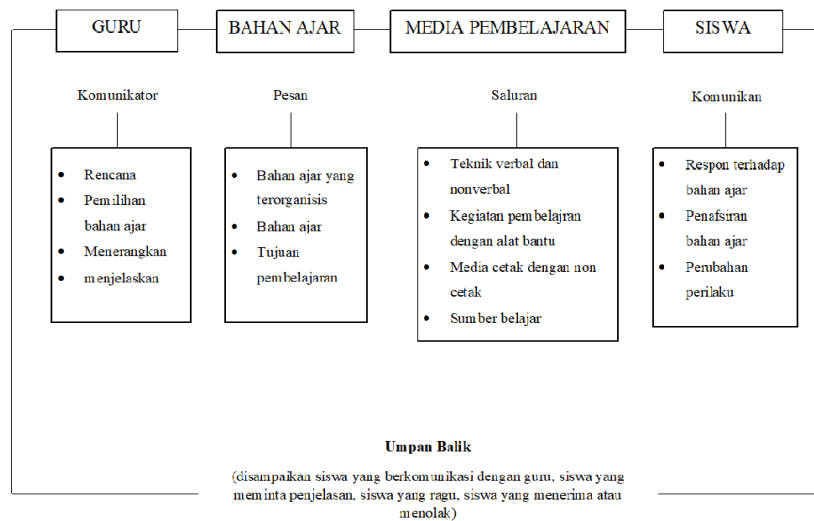 GURU
BAHAN AJAR
MEDIA PEMBELAJARAN
SISWA
Komunikator
Pesan
Saluran
Komunikan
• Rencana
• Pemilihan
bahan ajar
• Menerangkan
• menjelaskan
• Bahan ajar yang
terorganisis
• Bahan ajar
• Tujuan
pembelajaran
• Teknik verbal dan
nonverbal
• Kegiatan pembelajran
dengan alat bantu
• Media cetak dengan non
cetak
• Sumber belajar
• Respon terhadap
bahan ajar
• Penafsiran
bahan ajar
• Perubahan
perilaku
Umpan Balik
(disampaikan siswa yang berkomunikasi dengan guru, siswa yang
meminta penjelasan, siswa yang ragu, siswa yang menerima atau
menolak)